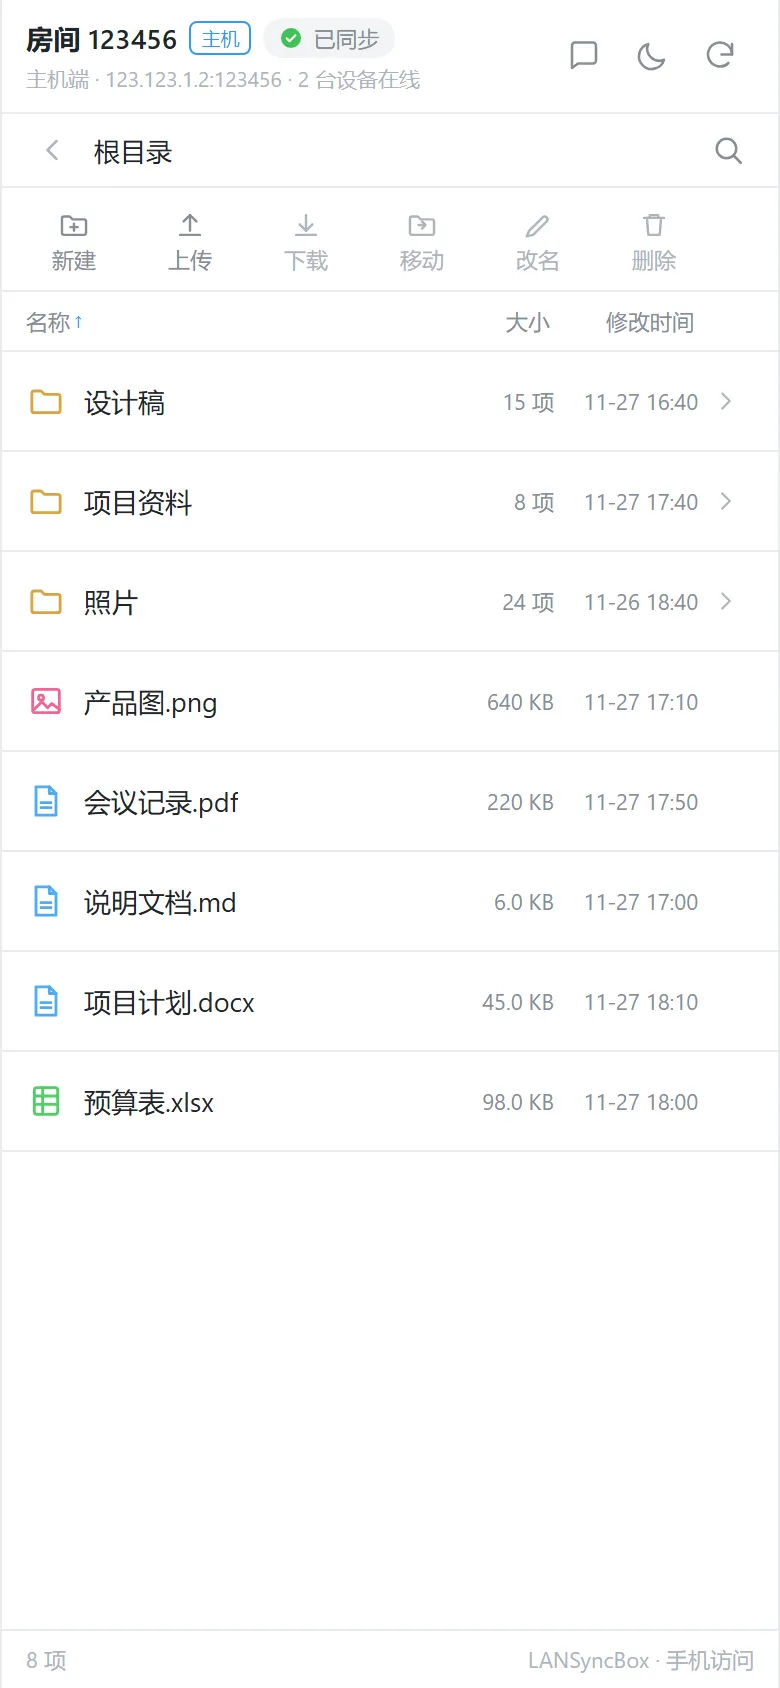 房间 123456 主机 已同步
主机端 · 123.123.1.2:123456 · 2 台设备在线
根目录
新建 上传 下载 移动 改名 删除
名称↑ 大小 修改时间
设计稿 15 项 11-27 16:40
项目资料 8 项 11-27 17:40
照片 24 项 11-26 18:40
产品图.png 640 KB 11-27 17:10
会议记录.pdf 220 KB 11-27 17:50
说明文档.md 6.0 KB 11-27 17:00
项目计划.docx 45.0 KB 11-27 18:10
预算表.xlsx 98.0 KB 11-27 18:00
8 项 LANSyncBox · 手机访问